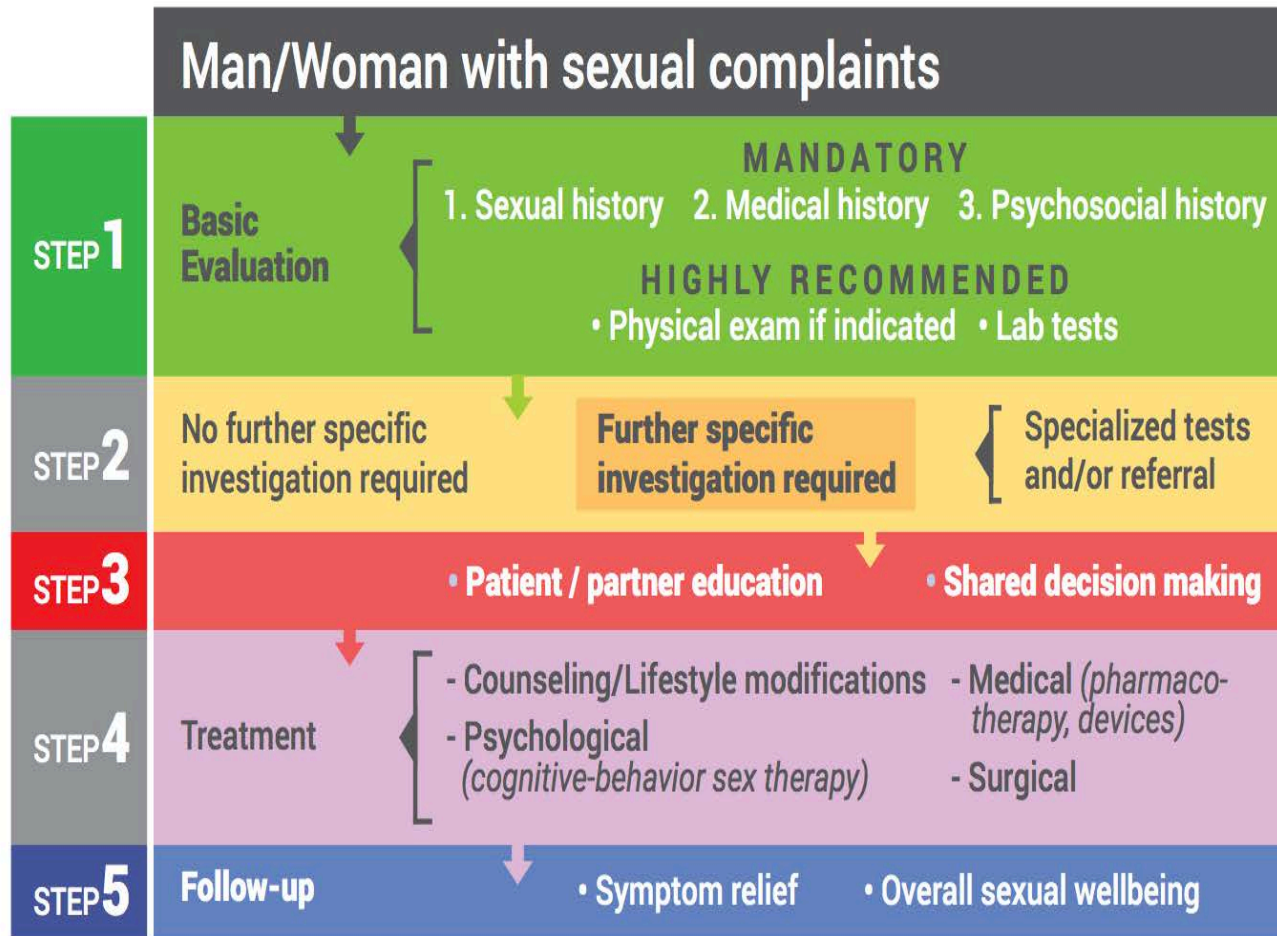 Man/Woman with sexual complaints
STEP 1
Basic
Evaluation
MANDATORY
1. Sexual history 2. Medical history 3. Psychosocial history
HIGHLY RECOMMENDED
• Physical exam if indicated • Lab tests
STEP 2
No further specific
investigation required
Further specific
investigation required
Specialized tests
and/or referral
STEP 3
• Patient / partner education • Shared decision making
STEP 4
Treatment
- Counseling/Lifestyle modifications
- Psychological
(cognitive-behavior sex therapy)
- Medical (pharmaco-
therapy, devices)
- Surgical
STEP 5
Follow-up
• Symptom relief • Overall sexual wellbeing